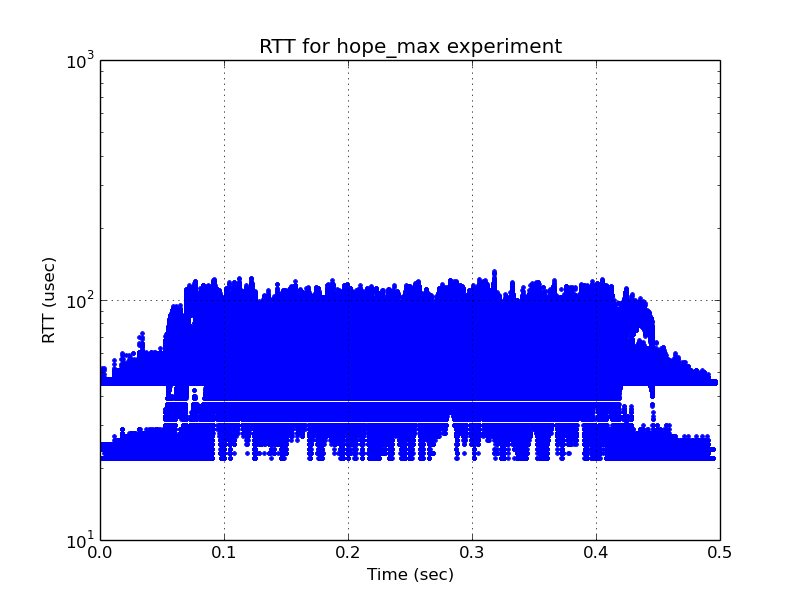 RTT for hope_max experiment
10^3
10^2
10^1
RTT (usec)
0.0 0.1 0.2 0.3 0.4 0.5
Time (sec)